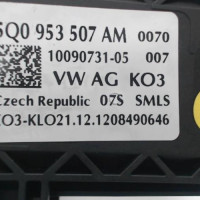 5Q0 953 507 AM 0070
10090731-05 007
VW AG KO3
Czech Republic 07S SMLS
KO3-KLO21.12.1208490646